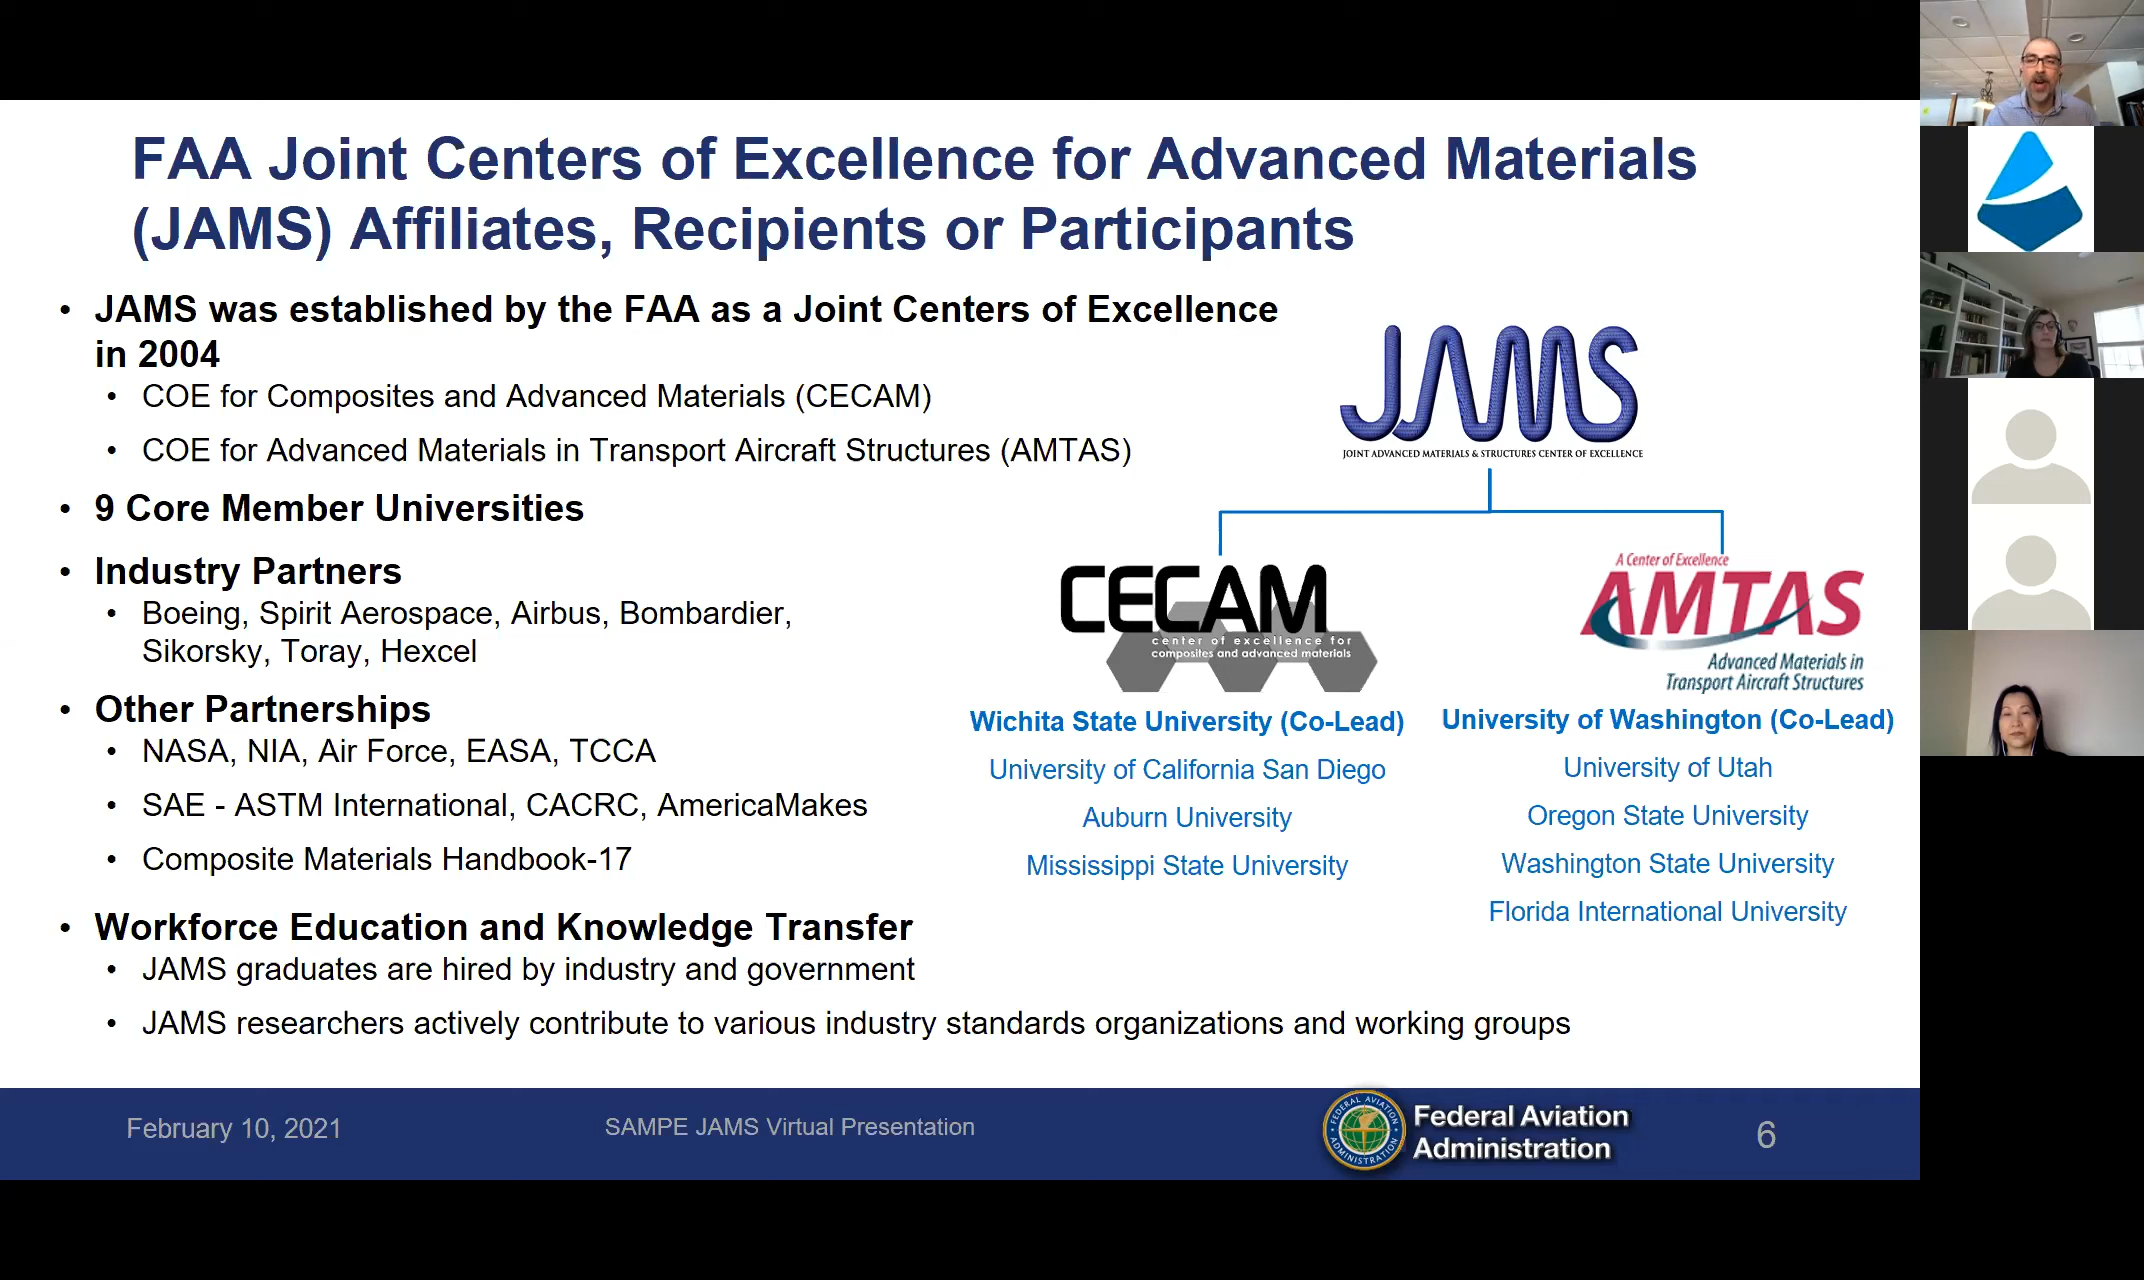 FAA Joint Centers of Excellence for Advanced Materials
(JAMS) Affiliates, Recipients or Participants
• JAMS was established by the FAA as a Joint Centers of Excellence
in 2004
• COE for Composites and Advanced Materials (CECAM)
• COE for Advanced Materials in Transport Aircraft Structures (AMTAS)
• 9 Core Member Universities
• Industry Partners
• Boeing, Spirit Aerospace, Airbus, Bombardier,
Sikorsky, Toray, Hexcel
• Other Partnerships
• NASA, NIA, Air Force, EASA, TCCA
• SAE - ASTM International, CACRC, AmericaMakes
• Composite Materials Handbook-17
• Workforce Education and Knowledge Transfer
• JAMS graduates are hired by industry and government
• JAMS researchers actively contribute to various industry standards organizations and working groups
JAMS
JOINT ADVANCED MATERIALS & STRUCTURES CENTER OF EXCELLENCE
CECAM
center of excellence for
composites and advanced materials
Wichita State University (Co-Lead)
University of California San Diego
Auburn University
Mississippi State University
A Center of Excellence
AMTAS
Advanced Materials in
Transport Aircraft Structures
University of Washington (Co-Lead)
University of Utah
Oregon State University
Washington State University
Florida International University
February 10, 2021
SAMPE JAMS Virtual Presentation
FEDERAL AVIATION
ADMINISTRATION
Federal Aviation
Administration
6